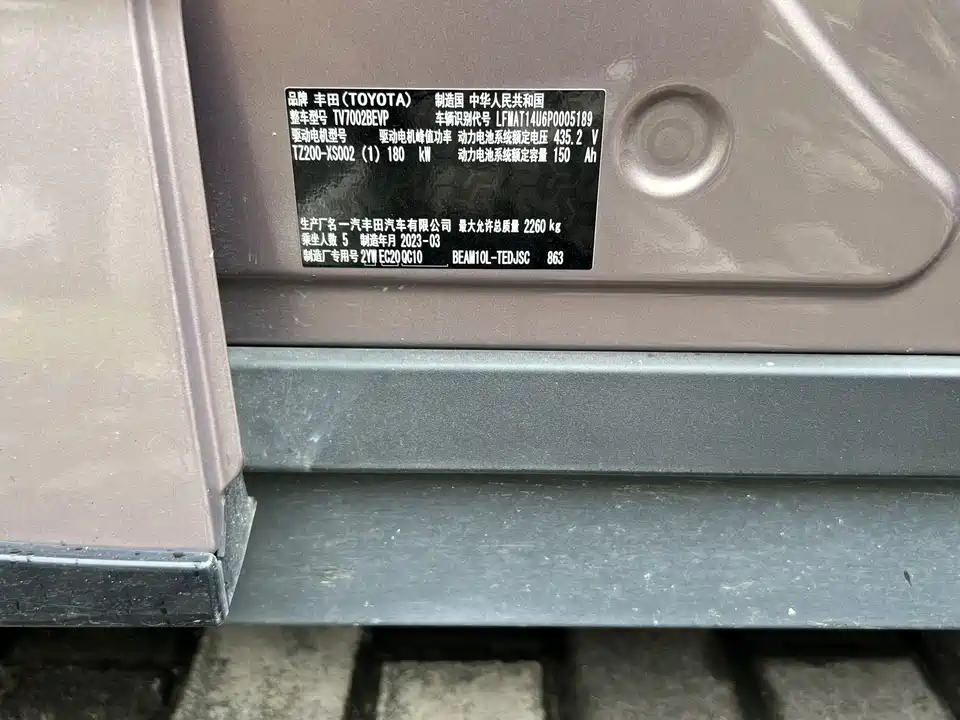 品牌 丰田(TOYOTA) 制造国 中华人民共和国
整车型号 TV7002BEVP 车辆识别代号 LFMAT14U6P0005189
驱动电机型号 驱动电机峰值功率 动力电池系统额定电压 435.2 V
TZ200-XS002 (1) 180 kW 动力电池系统额定容量 150 Ah
生产厂名 一汽丰田汽车有限公司 最大允许总质量 2260 kg
乘坐人数 5 制造年月 2023-03
制造厂专用号 2YW EC20 QC10 BEAM10L-TEDJSC 863